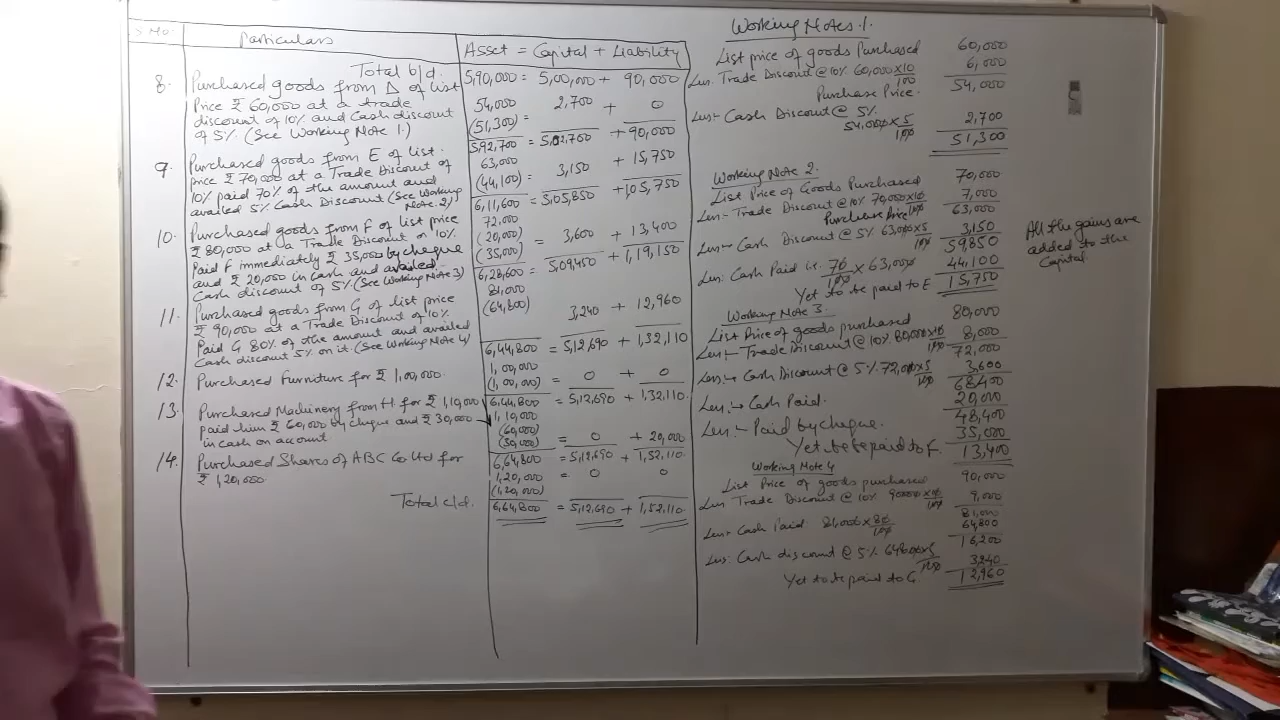 S.No.
Particulars
Asset = Capital + Liability
Total b/d.
5,90,000 = 5,00,000 + 90,000
8.
Purchased goods from D of list
Price ₹ 60,000 at a trade
discount of 10% and Cash discount
of 5% (See Working Note 1.)
54,000
(51,300) = 2,700 + 0
5,92,700 = 5,02,700 + 90,000
9.
Purchased goods from E of list
price ₹ 70,000 at a Trade Discount of
10% paid 70% of the amount and
availed 5% Cash Discount (See Working
Note.2)
63,000
(44,100) = 3,150 + 15,750
6,11,600 = 5,05,850 + 1,05,750
10.
Purchased goods from F of list price
₹ 80,000 at a Trade Discount on 10%
Paid F immediately ₹ 35,000 by cheque
and ₹ 20,000 in cash and availed
Cash discount of 5% (See Working Note 3)
72,000
(20,000)
(35,000) = 3,600 + 13,400
6,28,600 = 5,09,450 + 1,19,150
11.
Purchased goods from G of list price
₹ 90,000 at a Trade Discount of 10%
Paid G 80% of the amount and availed
Cash discount 5% on it. (See Working Note 4)
81,000
(64,800)
3,240 + 12,960
6,44,800 = 5,12,690 + 1,32,110
12.
Purchased Furniture for ₹ 1,00,000.
1,00,000
(1,00,000) = 0 + 0
6,44,800 = 5,12,690 + 1,32,110.
13.
Purchased Machinery from H. for ₹ 1,10,000
paid him ₹ 60,000 by cheque and ₹ 30,000
in cash on account
1,10,000
(60,000)
(30,000) = 0 + 20,000
6,64,800 = 5,12,690 + 1,52,110.
14.
Purchased Shares of ABC Co Ltd for
₹ 1,20,000
1,20,000 = 0 0
(1,20,000)
Total c/d.
6,64,800 = 5,12,690 + 1,52,110
Working Notes 1.
List price of goods Purchased 60,000
Less: Trade Discount @ 10% 60,000×10/100 6,000
Purchase Price. 54,000
Less:- Cash Discount @ 5%
54,000×5/100 2,700
51,300
Working Note 2.
List Price of Goods Purchased 70,000
Less:- Trade Discount @ 10% 70,000×10/100 7,000
Purchase Price 63,000
Less:- Cash Discount @ 5% 63,000×5/100 3,150
59,850
Less: Cash Paid i.e. 70/100 × 63,000 44,100
Yet to be paid to E 15,750
Working Note 3.
List Price of goods purchased 80,000
Less:- Trade Discount @ 10% 80,000×10/100 8,000
72,000
Less:- Cash Discount @ 5% 72,000×5/100 3,600
68,400
Less:- Cash Paid. 20,000
48,400
Less:- Paid by cheque. 35,000
Yet be be paid to F. 13,400
Working Note 4
List Price of goods purchased 90,000
Less Trade Discount @ 10% 90000×10/100 9,000
81,000
Less:- Cash Paid: 81,000×80/100 64,800
16,200
Less: Cash discount @ 5% 64800×5/100 3,240
Yet to be paid to G. 12,960
All the gains are
added to the
Capital.